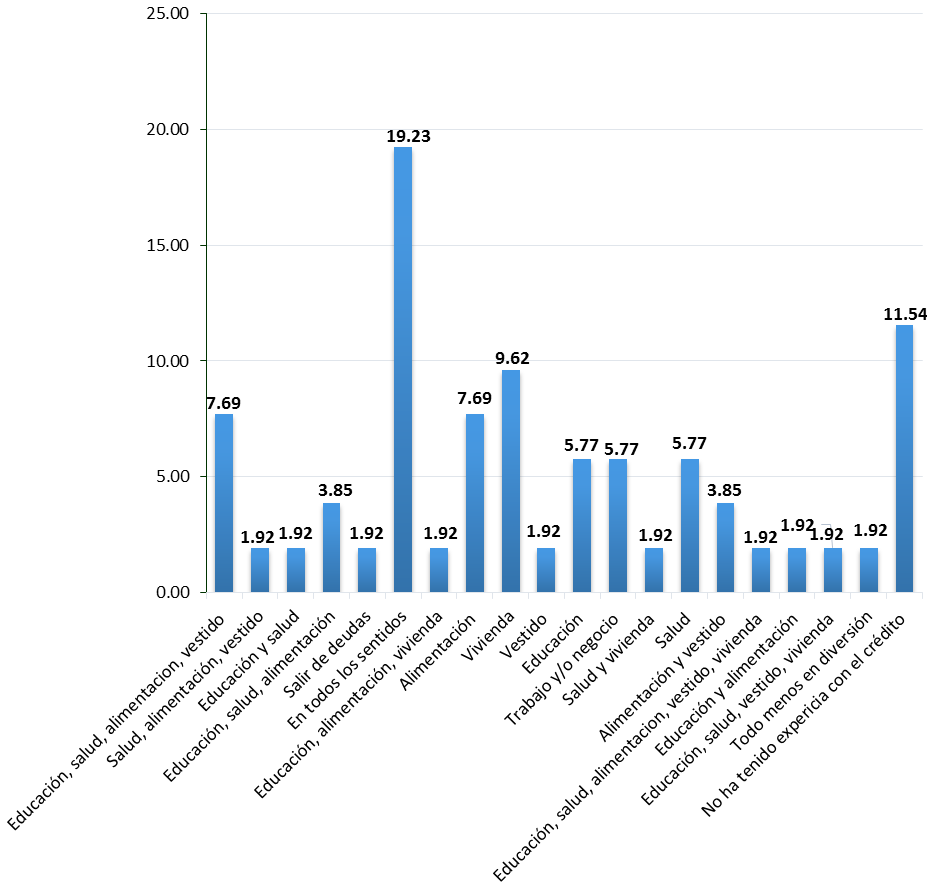 25.00
20.00
15.00
10.00
5.00
0.00
7.69
1.92
1.92
3.85
1.92
19.23
1.92
7.69
9.62
1.92
5.77
5.77
1.92
5.77
3.85
1.92
1.92
1.92
1.92
11.54
Educación, salud, alimentacion, vestido
Salud, alimentación, vestido
Educación y salud
Educación, salud, alimentación
Salir de deudas
En todos los sentidos
Educación, alimentación, vivienda
Alimentación
Vivienda
Vestido
Educación
Trabajo y/o negocio
Salud y vivienda
Salud
Alimentación y vestido
Educación, salud, alimentacion, vestido, vivienda
Educación y alimentación
Educación, salud, vestido, vivienda
Todo menos en diversión
No ha tenido expericia con el crédito